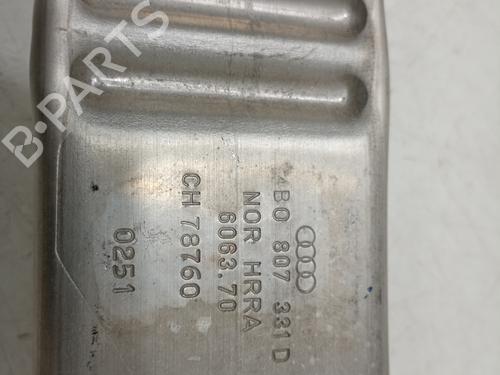 4B0 807 331 D
NOR HRRA
6063.70
CH 78760
0251
B-PARTS